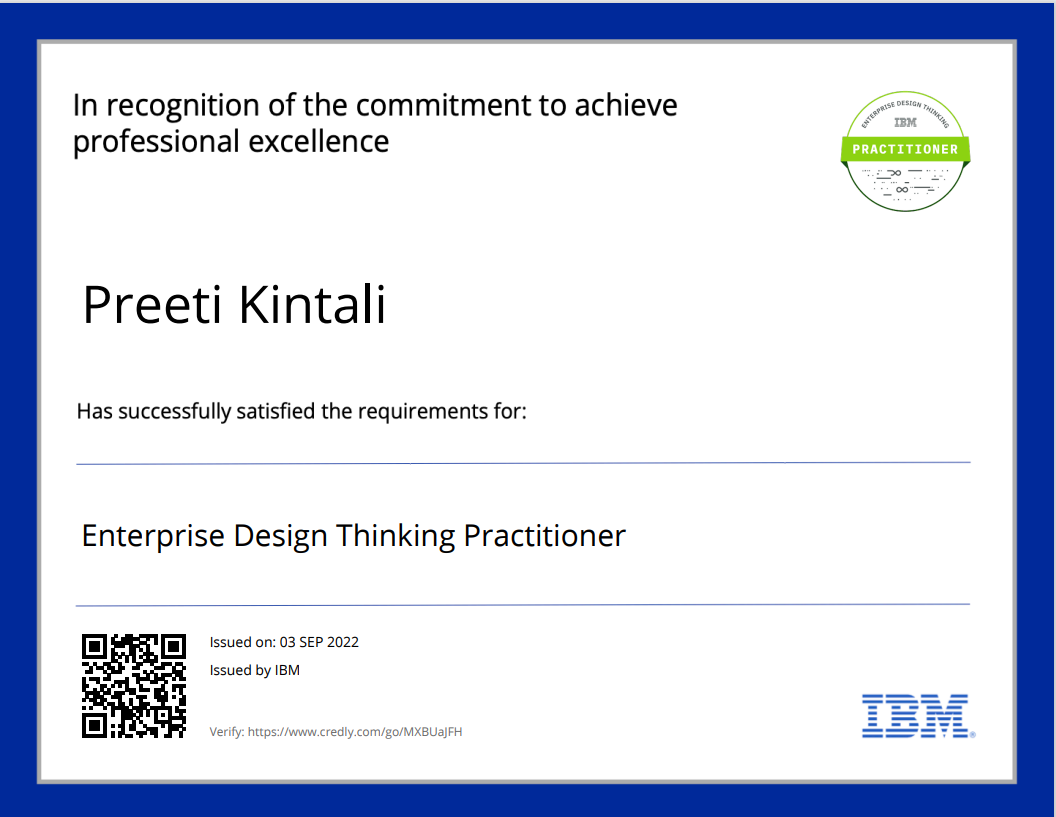 In recognition of the commitment to achieve
professional excellence
ENTERPRISE DESIGN THINKING
IBM
PRACTITIONER
Preeti Kintali
Has successfully satisfied the requirements for:
Enterprise Design Thinking Practitioner
Issued on: 03 SEP 2022
Issued by IBM
Verify: https://www.credly.com/go/MXBUaJFH
IBM®